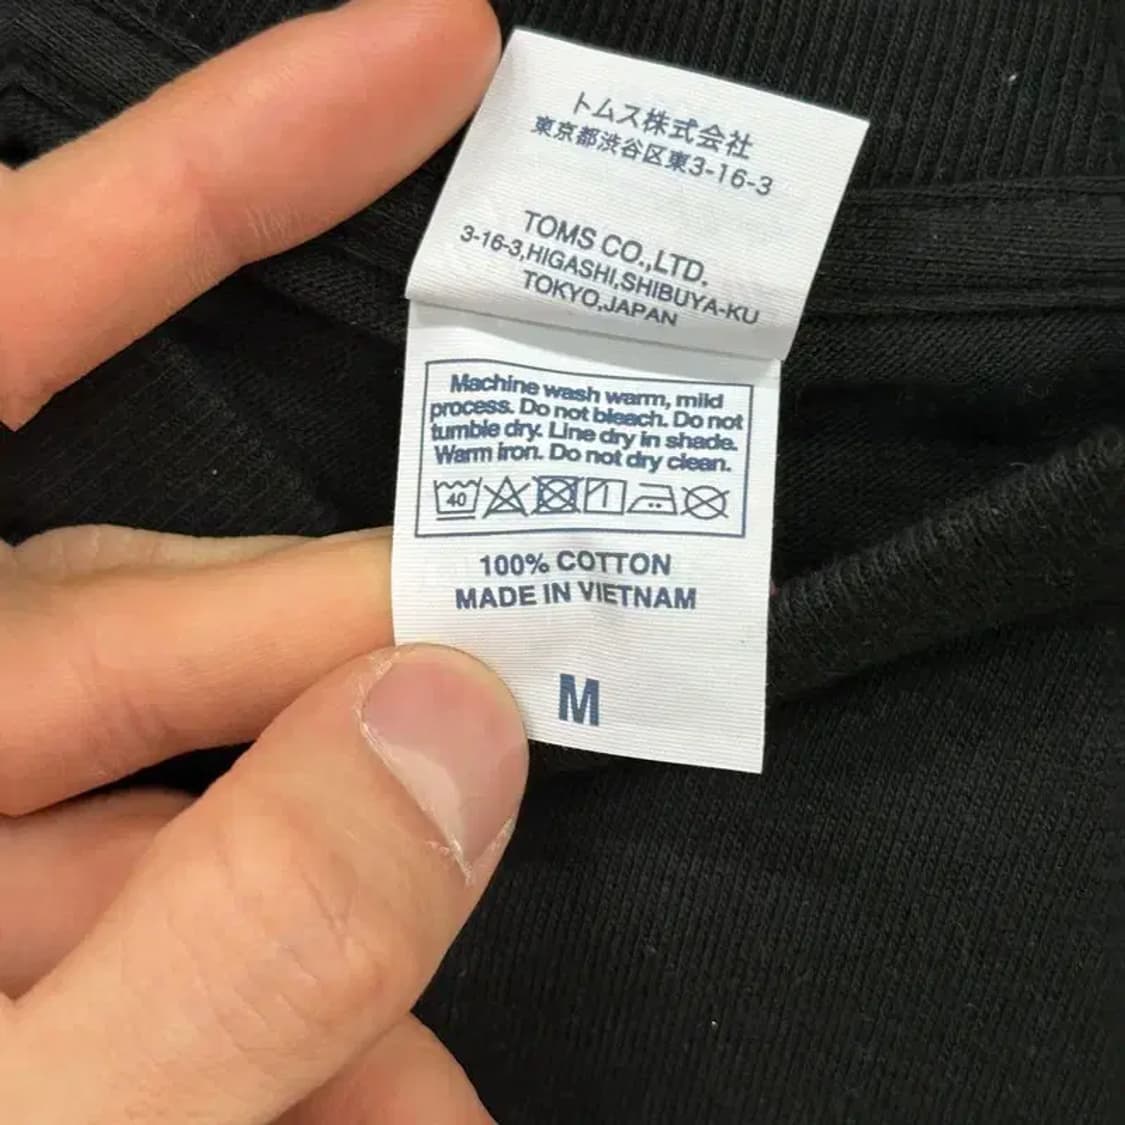 トムス株式会社
東京都渋谷区東3-16-3
TOMS CO.,LTD.
3-16-3,HIGASHI,SHIBUYA-KU
TOKYO,JAPAN
Machine wash warm, mild
process. Do not bleach. Do not
tumble dry. Line dry in shade.
Warm iron. Do not dry clean.
40
100% COTTON
MADE IN VIETNAM
M